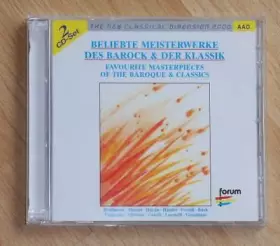 2
CD-Set
THE NEW CLASSICAL DIMENSION 2000 AAD
BELIEBTE MEISTERWERKE
DES BAROCK & DER KLASSIK
FAVOURITE MASTERPIECES
OF THE BAROQUE & CLASSICS
forum